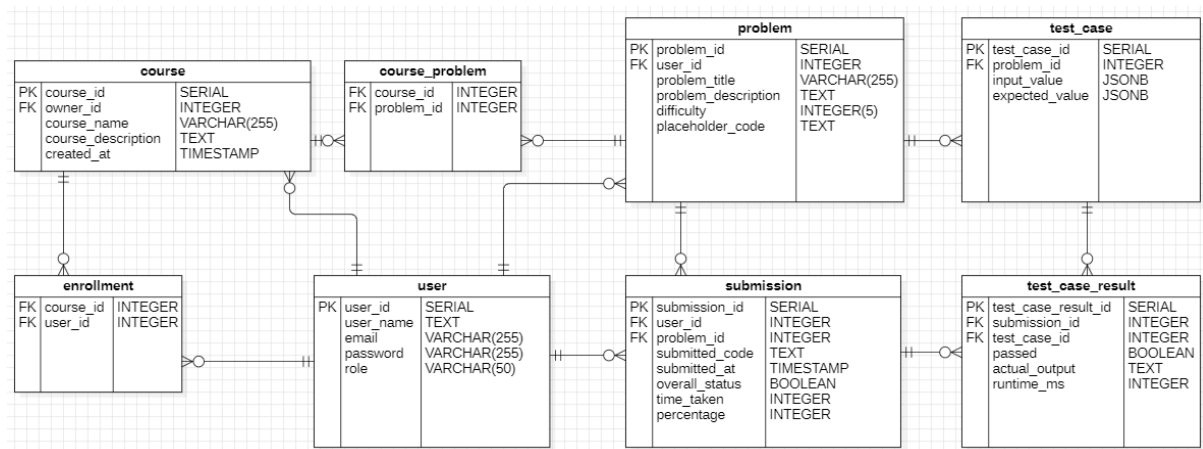 course
PK course_id SERIAL
FK owner_id INTEGER
course_name VARCHAR(255)
course_description TEXT
created_at TIMESTAMP
course_problem
FK course_id INTEGER
FK problem_id INTEGER
problem
PK problem_id SERIAL
FK user_id INTEGER
problem_title VARCHAR(255)
problem_description TEXT
difficulty INTEGER(5)
placeholder_code TEXT
test_case
PK test_case_id SERIAL
FK problem_id INTEGER
input_value JSONB
expected_value JSONB
enrollment
FK course_id INTEGER
FK user_id INTEGER
user
PK user_id SERIAL
user_name TEXT
email VARCHAR(255)
password VARCHAR(255)
role VARCHAR(50)
submission
PK submission_id SERIAL
FK user_id INTEGER
FK problem_id INTEGER
submitted_code TEXT
submitted_at TIMESTAMP
overall_status BOOLEAN
time_taken INTEGER
percentage INTEGER
test_case_result
PK test_case_result_id SERIAL
FK submission_id INTEGER
FK test_case_id INTEGER
passed BOOLEAN
actual_output TEXT
runtime_ms INTEGER